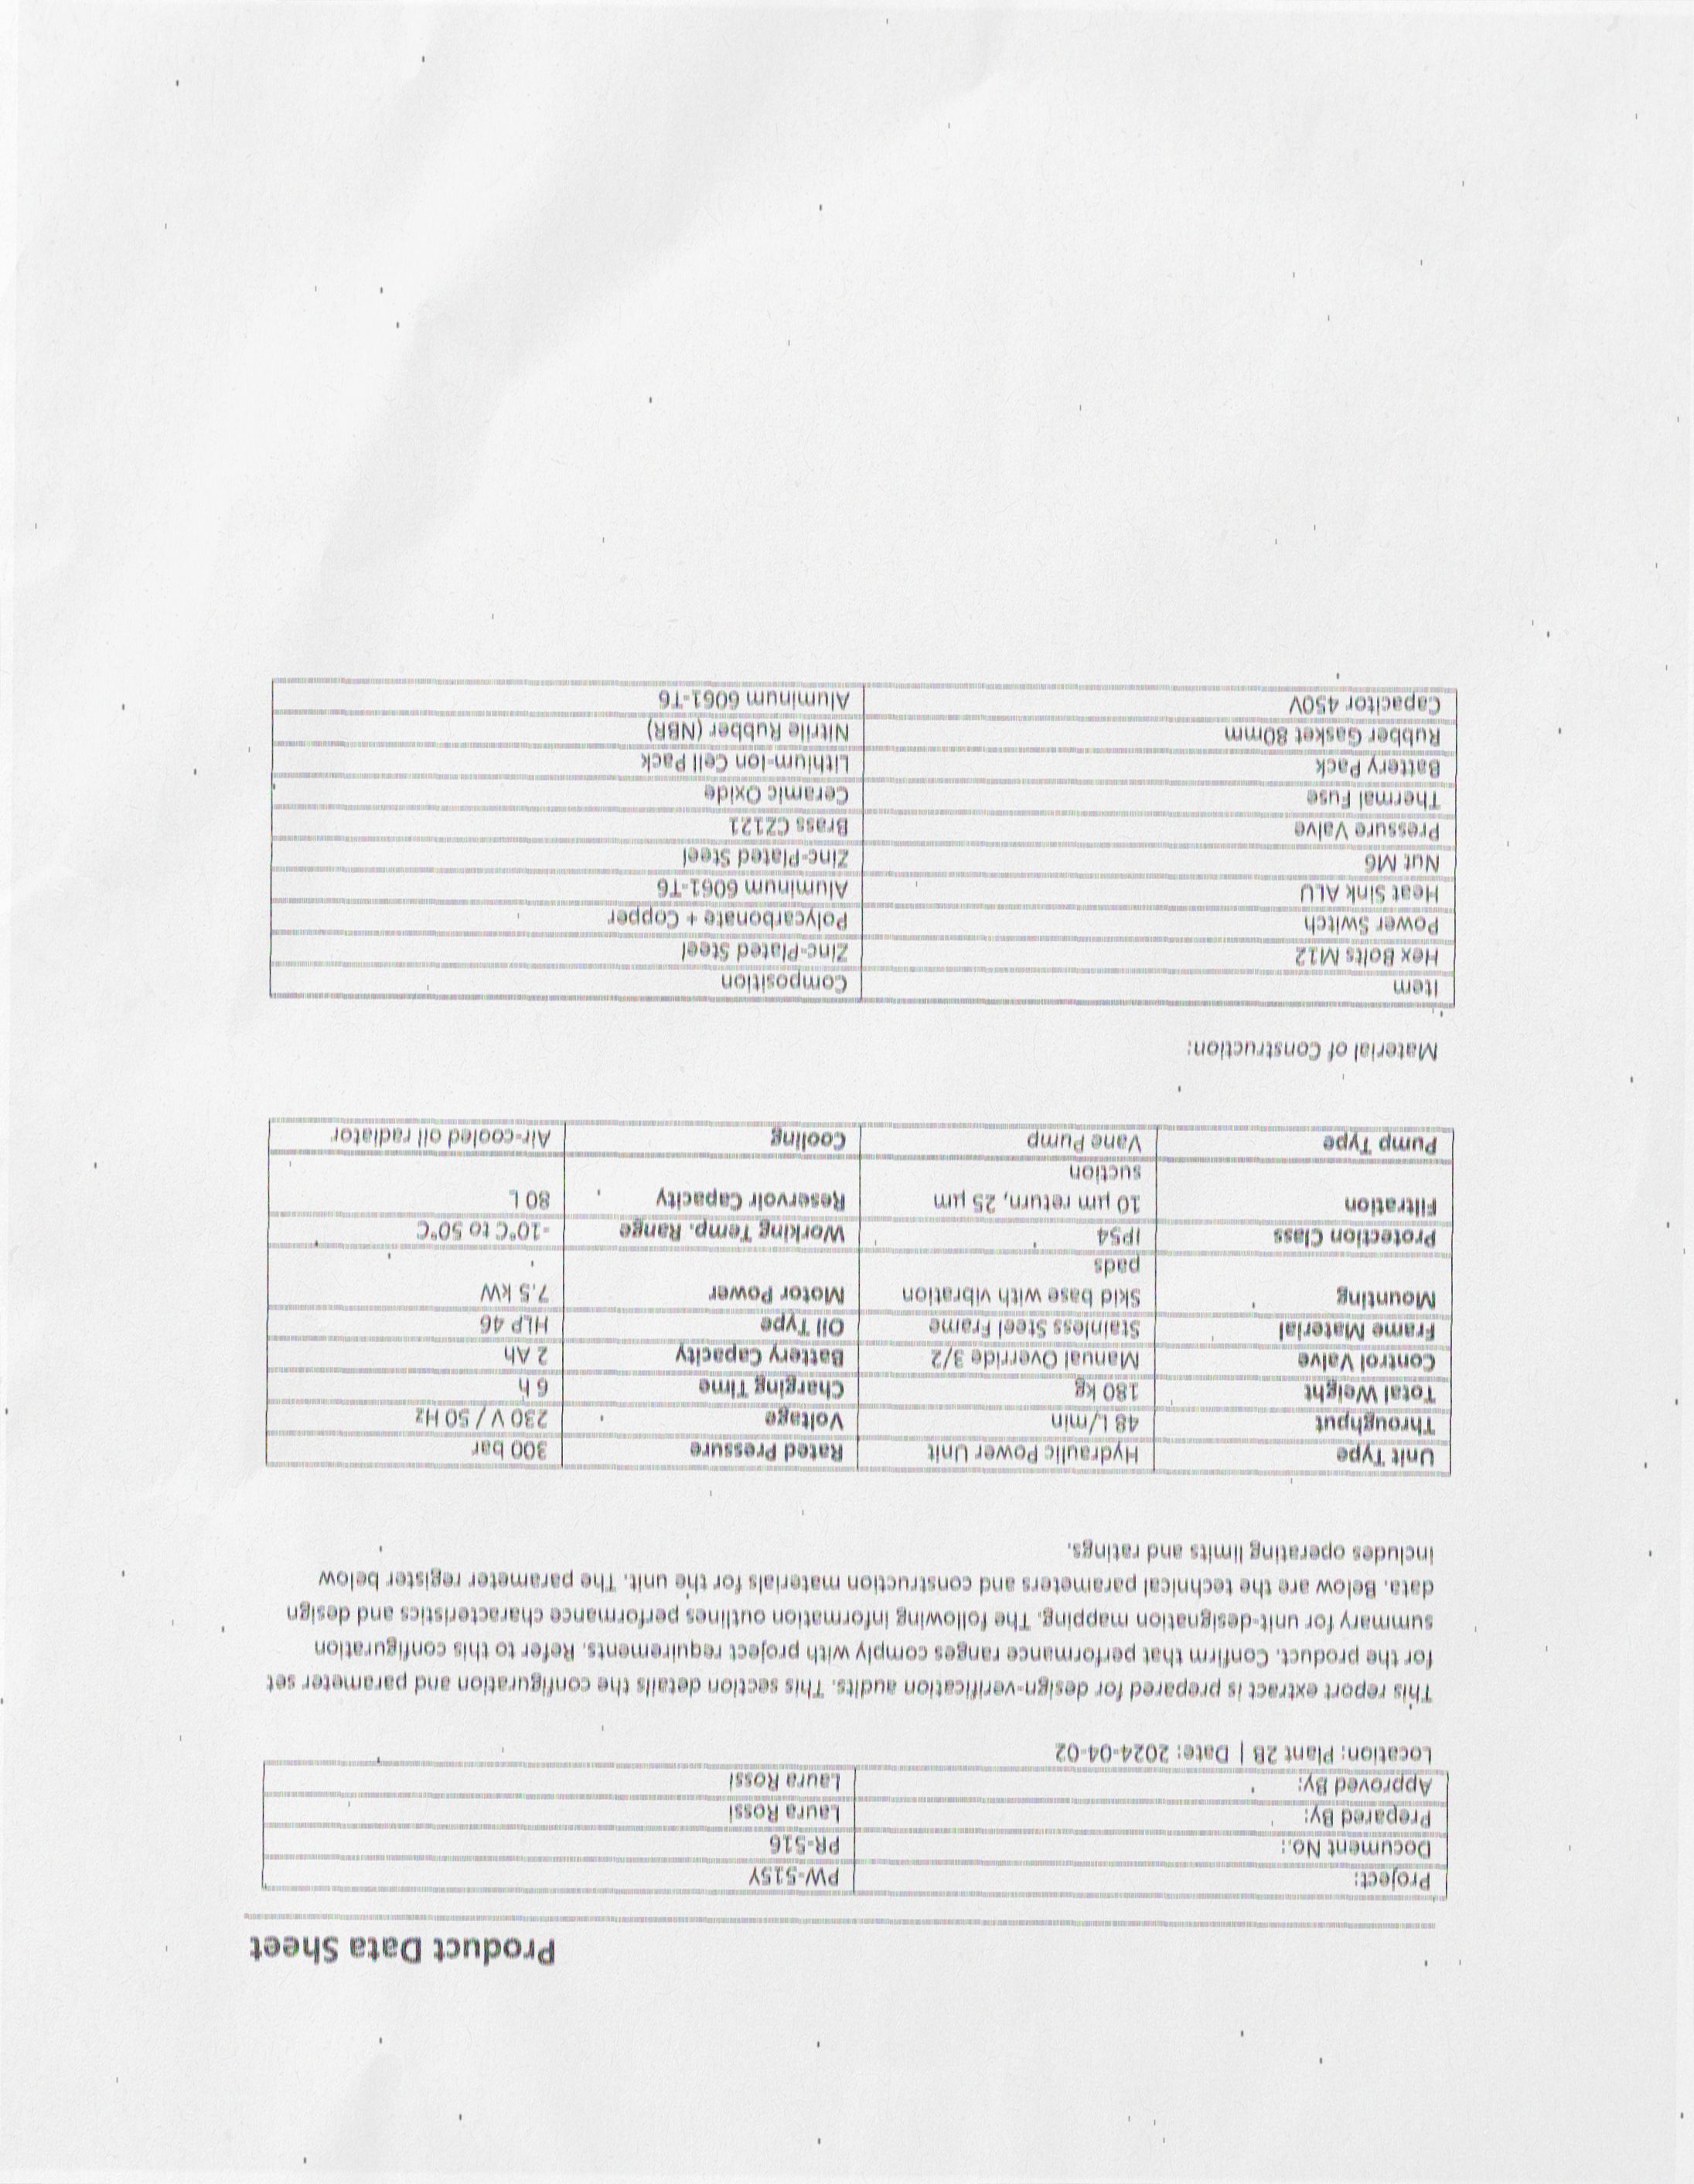 Product Data Sheet
Project: PW-515Y
Document No.: PR-516
Prepared By: Laura Rossi
Approved By: Laura Rossi
Location: Plant 2B | Date: 2024-04-02
This report extract is prepared for design-verification audits. This section details the configuration and parameter set
for the product. Confirm that performance ranges comply with project requirements. Refer to this configuration
summary for unit-designation mapping. The following information outlines performance characteristics and design
data. Below are the technical parameters and construction materials for the unit. The parameter register below
includes operating limits and ratings.
Unit Type Hydraulic Power Unit Rated Pressure 300 bar
Throughput 48 L/min Voltage 230 V / 50 Hz
Total Weight 180 kg Charging Time 6 h
Control Valve Manual Override 3/2 Battery Capacity 2 Ah
Frame Material Stainless Steel Frame Oil Type HLP 46
Mounting Skid base with vibration Motor Power 7.5 kW
pads
Protection Class IP54 Working Temp. Range -10°C to 50°C
Filtration 10 µm return, 25 µm Reservoir Capacity 80 L
suction
Pump Type Vane Pump Cooling Air-cooled oil radiator
Material of Construction:
Item Composition
Hex Bolts M12 Zinc-Plated Steel
Power Switch Polycarbonate + Copper
Heat Sink ALU Aluminum 6061-T6
Nut M6 Zinc-Plated Steel
Pressure Valve Brass CZ121
Thermal Fuse Ceramic Oxide
Battery Pack Lithium-Ion Cell Pack
Rubber Gasket 80mm Nitrile Rubber (NBR)
Capacitor 450V Aluminum 6061-T6